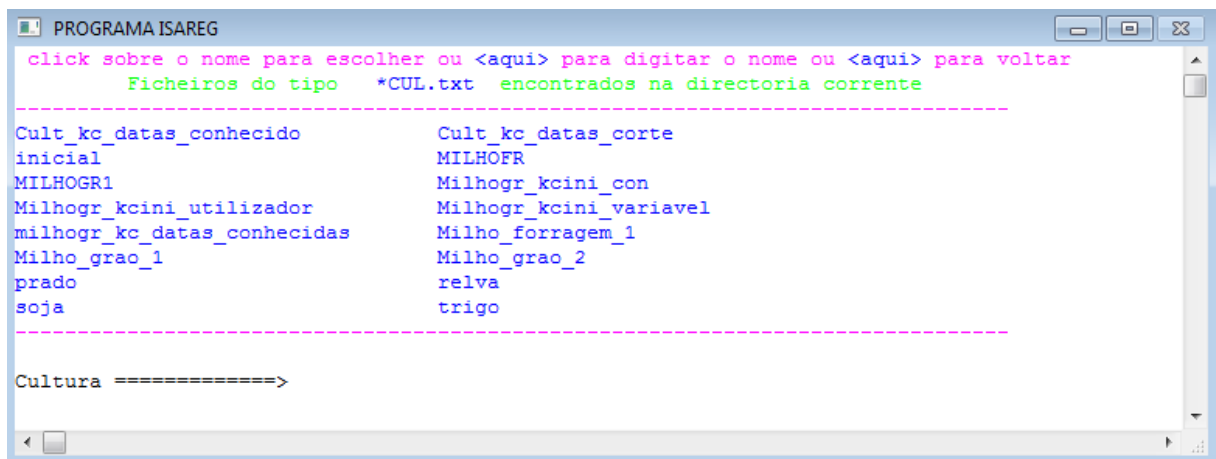 PROGRAMA ISAREG
click sobre o nome para escolher ou <aqui> para digitar o nome ou <aqui> para voltar
Ficheiros do tipo *CUL.txt encontrados na directoria corrente
--------------------------------------------------------------------------------
Cult_kc_datas_conhecido Cult_kc_datas_corte
inicial MILHOFR
MILHOGR1 Milhogr_kcini_con
Milhogr_kcini_utilizador Milhogr_kcini_variavel
milhogr_kc_datas_conhecidas Milho_forragem_1
Milho_grao_1 Milho_grao_2
prado relva
soja trigo
--------------------------------------------------------------------------------
Cultura =============>